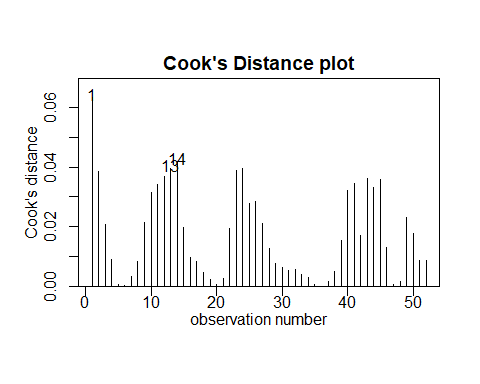 Cook's Distance plot
Cook's distance
0.00 0.02 0.04 0.06
1
13
14
0 10 20 30 40 50
observation number